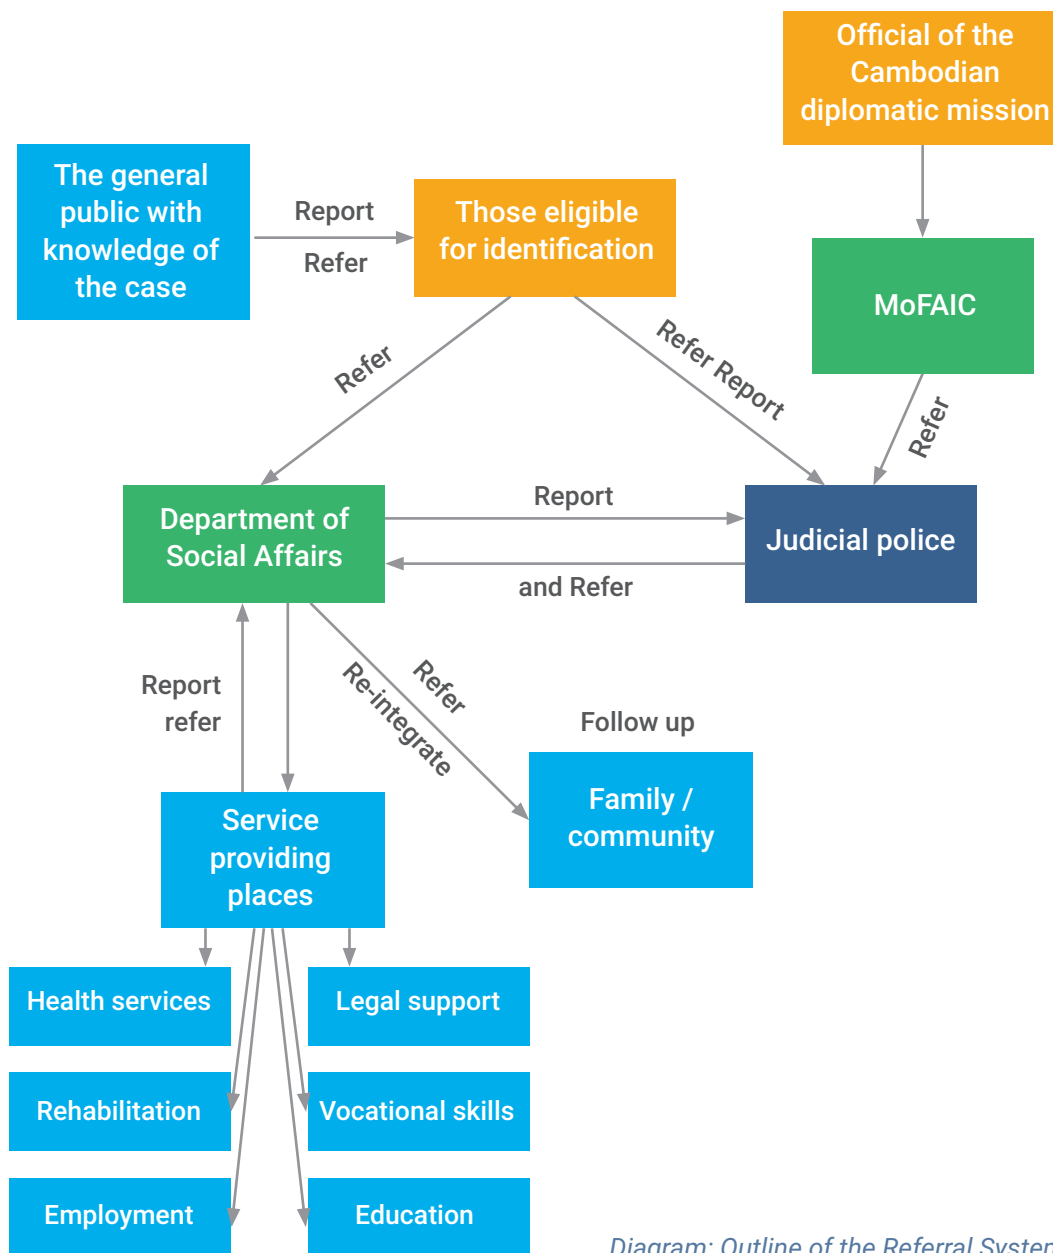 Official of the
Cambodian
diplomatic mission
The general
public with
knowledge of
the case
Report
Refer
Those eligible
for identification
MoFAIC
Refer
Refer Report
Refer
Department of
Social Affairs
Report
and Refer
Judicial police
Report
refer
Refer
Re-integrate
Follow up
Family /
community
Service
providing
places
Health services
Legal support
Rehabilitation
Vocational skills
Employment
Education
Diagram: Outline of the Referral System